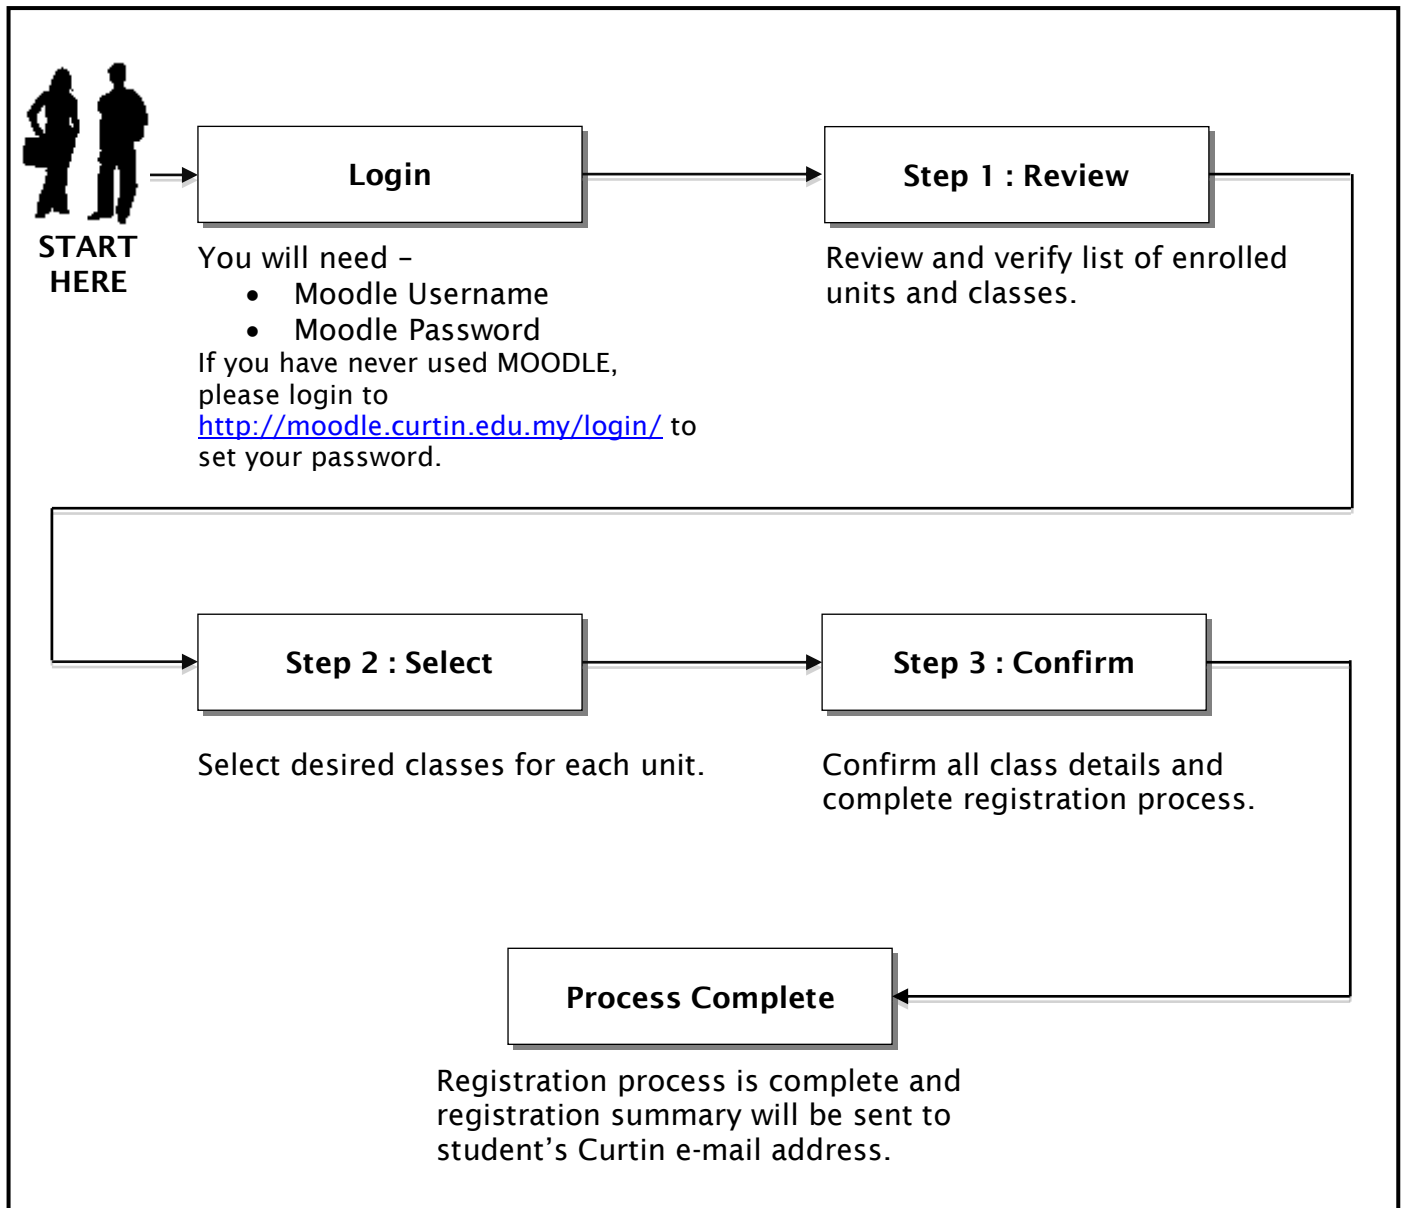 START
HERE
Login
You will need –
• Moodle Username
• Moodle Password
If you have never used MOODLE,
please login to
http://moodle.curtin.edu.my/login/ to
set your password.
Step 1 : Review
Review and verify list of enrolled
units and classes.
Step 2 : Select
Select desired classes for each unit.
Step 3 : Confirm
Confirm all class details and
complete registration process.
Process Complete
Registration process is complete and
registration summary will be sent to
student’s Curtin e-mail address.